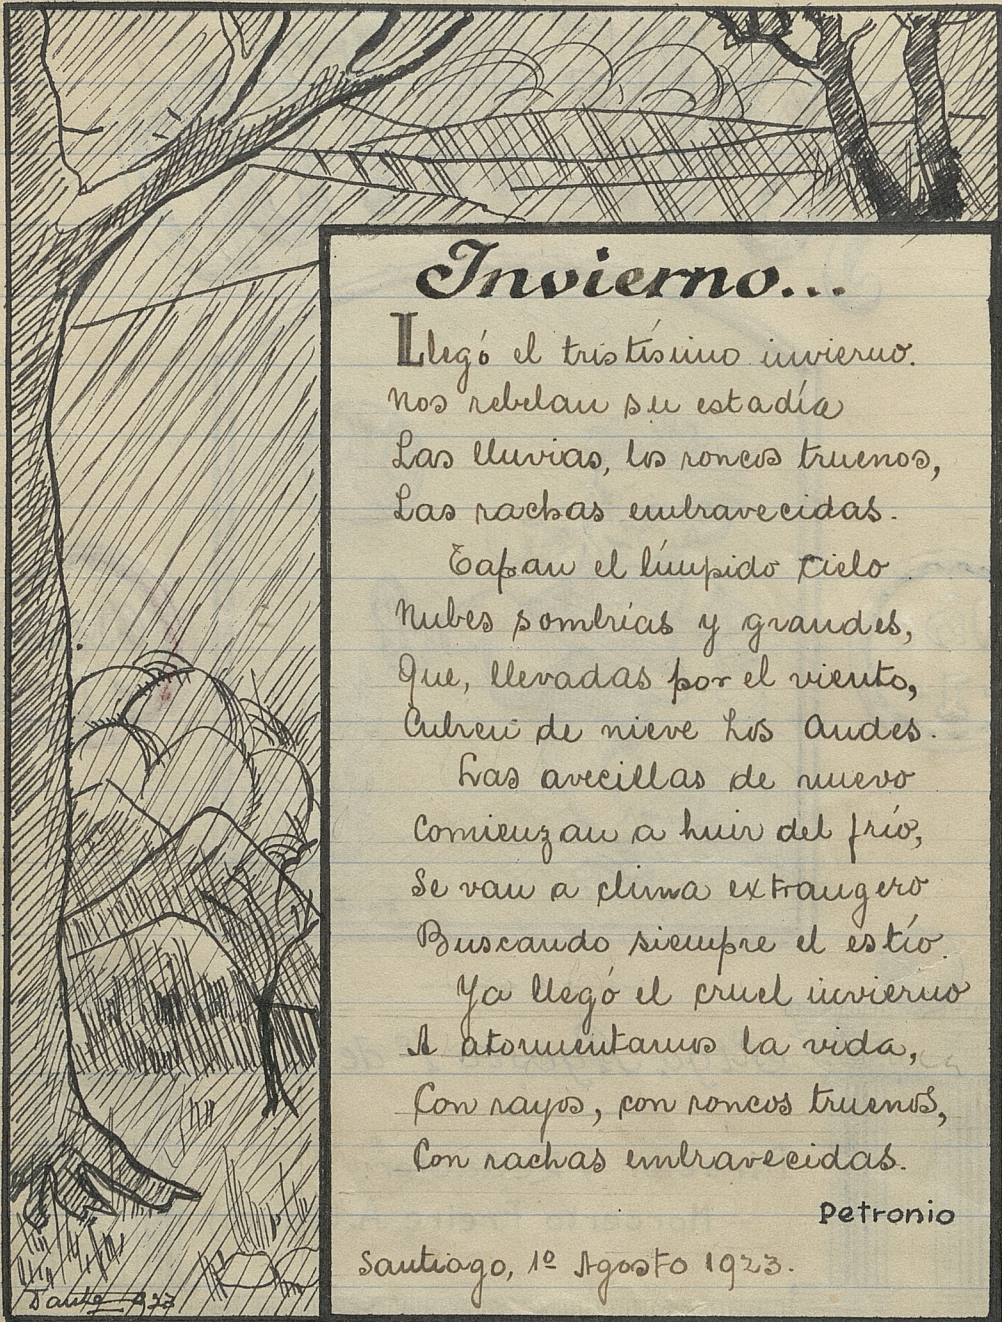 Invierno...
Llegó el tristísimo invierno.
Nos rebelan su estadía
Las lluvias, los roncos truenos,
Las rachas embravecidas.
Tapan el límpido cielo
Nubes sombrías y grandes,
Que, llevadas por el viento,
Cubren de nieve los Andes.
Las avecillas de nuevo
Comienzan a huir del frío,
Se van a clima extrangero
Buscando siempre el estío.
Ya llegó el cruel invierno
A atormentarnos la vida,
Con rayos, con roncos truenos,
Con rachas embravecidas.
Petronio
Santiago, 1º Agosto 1923.